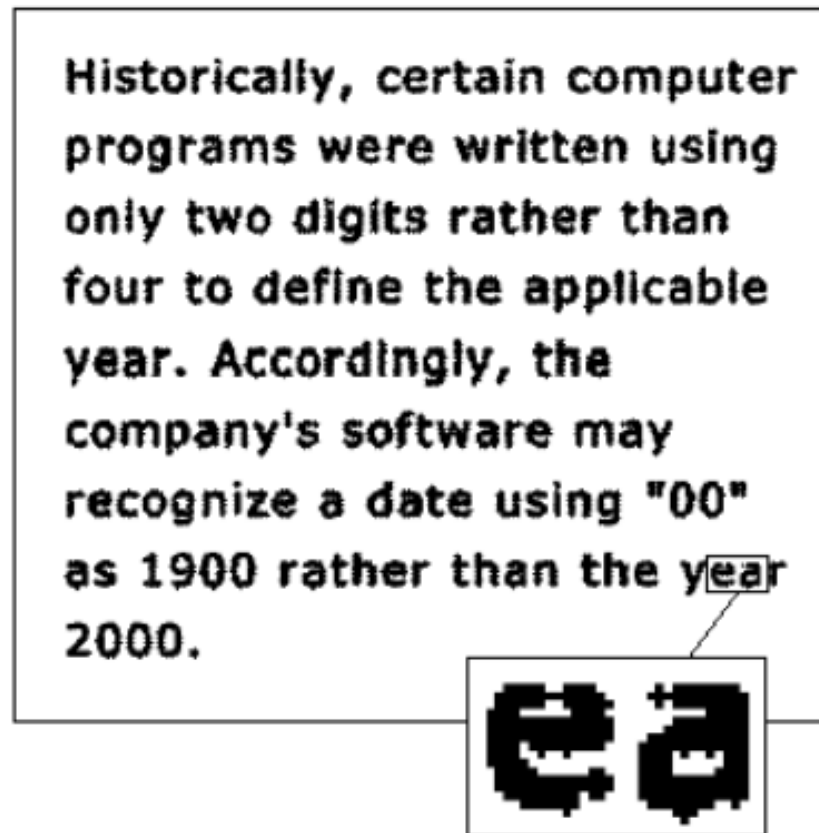 Historically, certain computer
programs were written using
only two digits rather than
four to define the applicable
year. Accordingly, the
company's software may
recognize a date using "00"
as 1900 rather than the year
2000.
ea